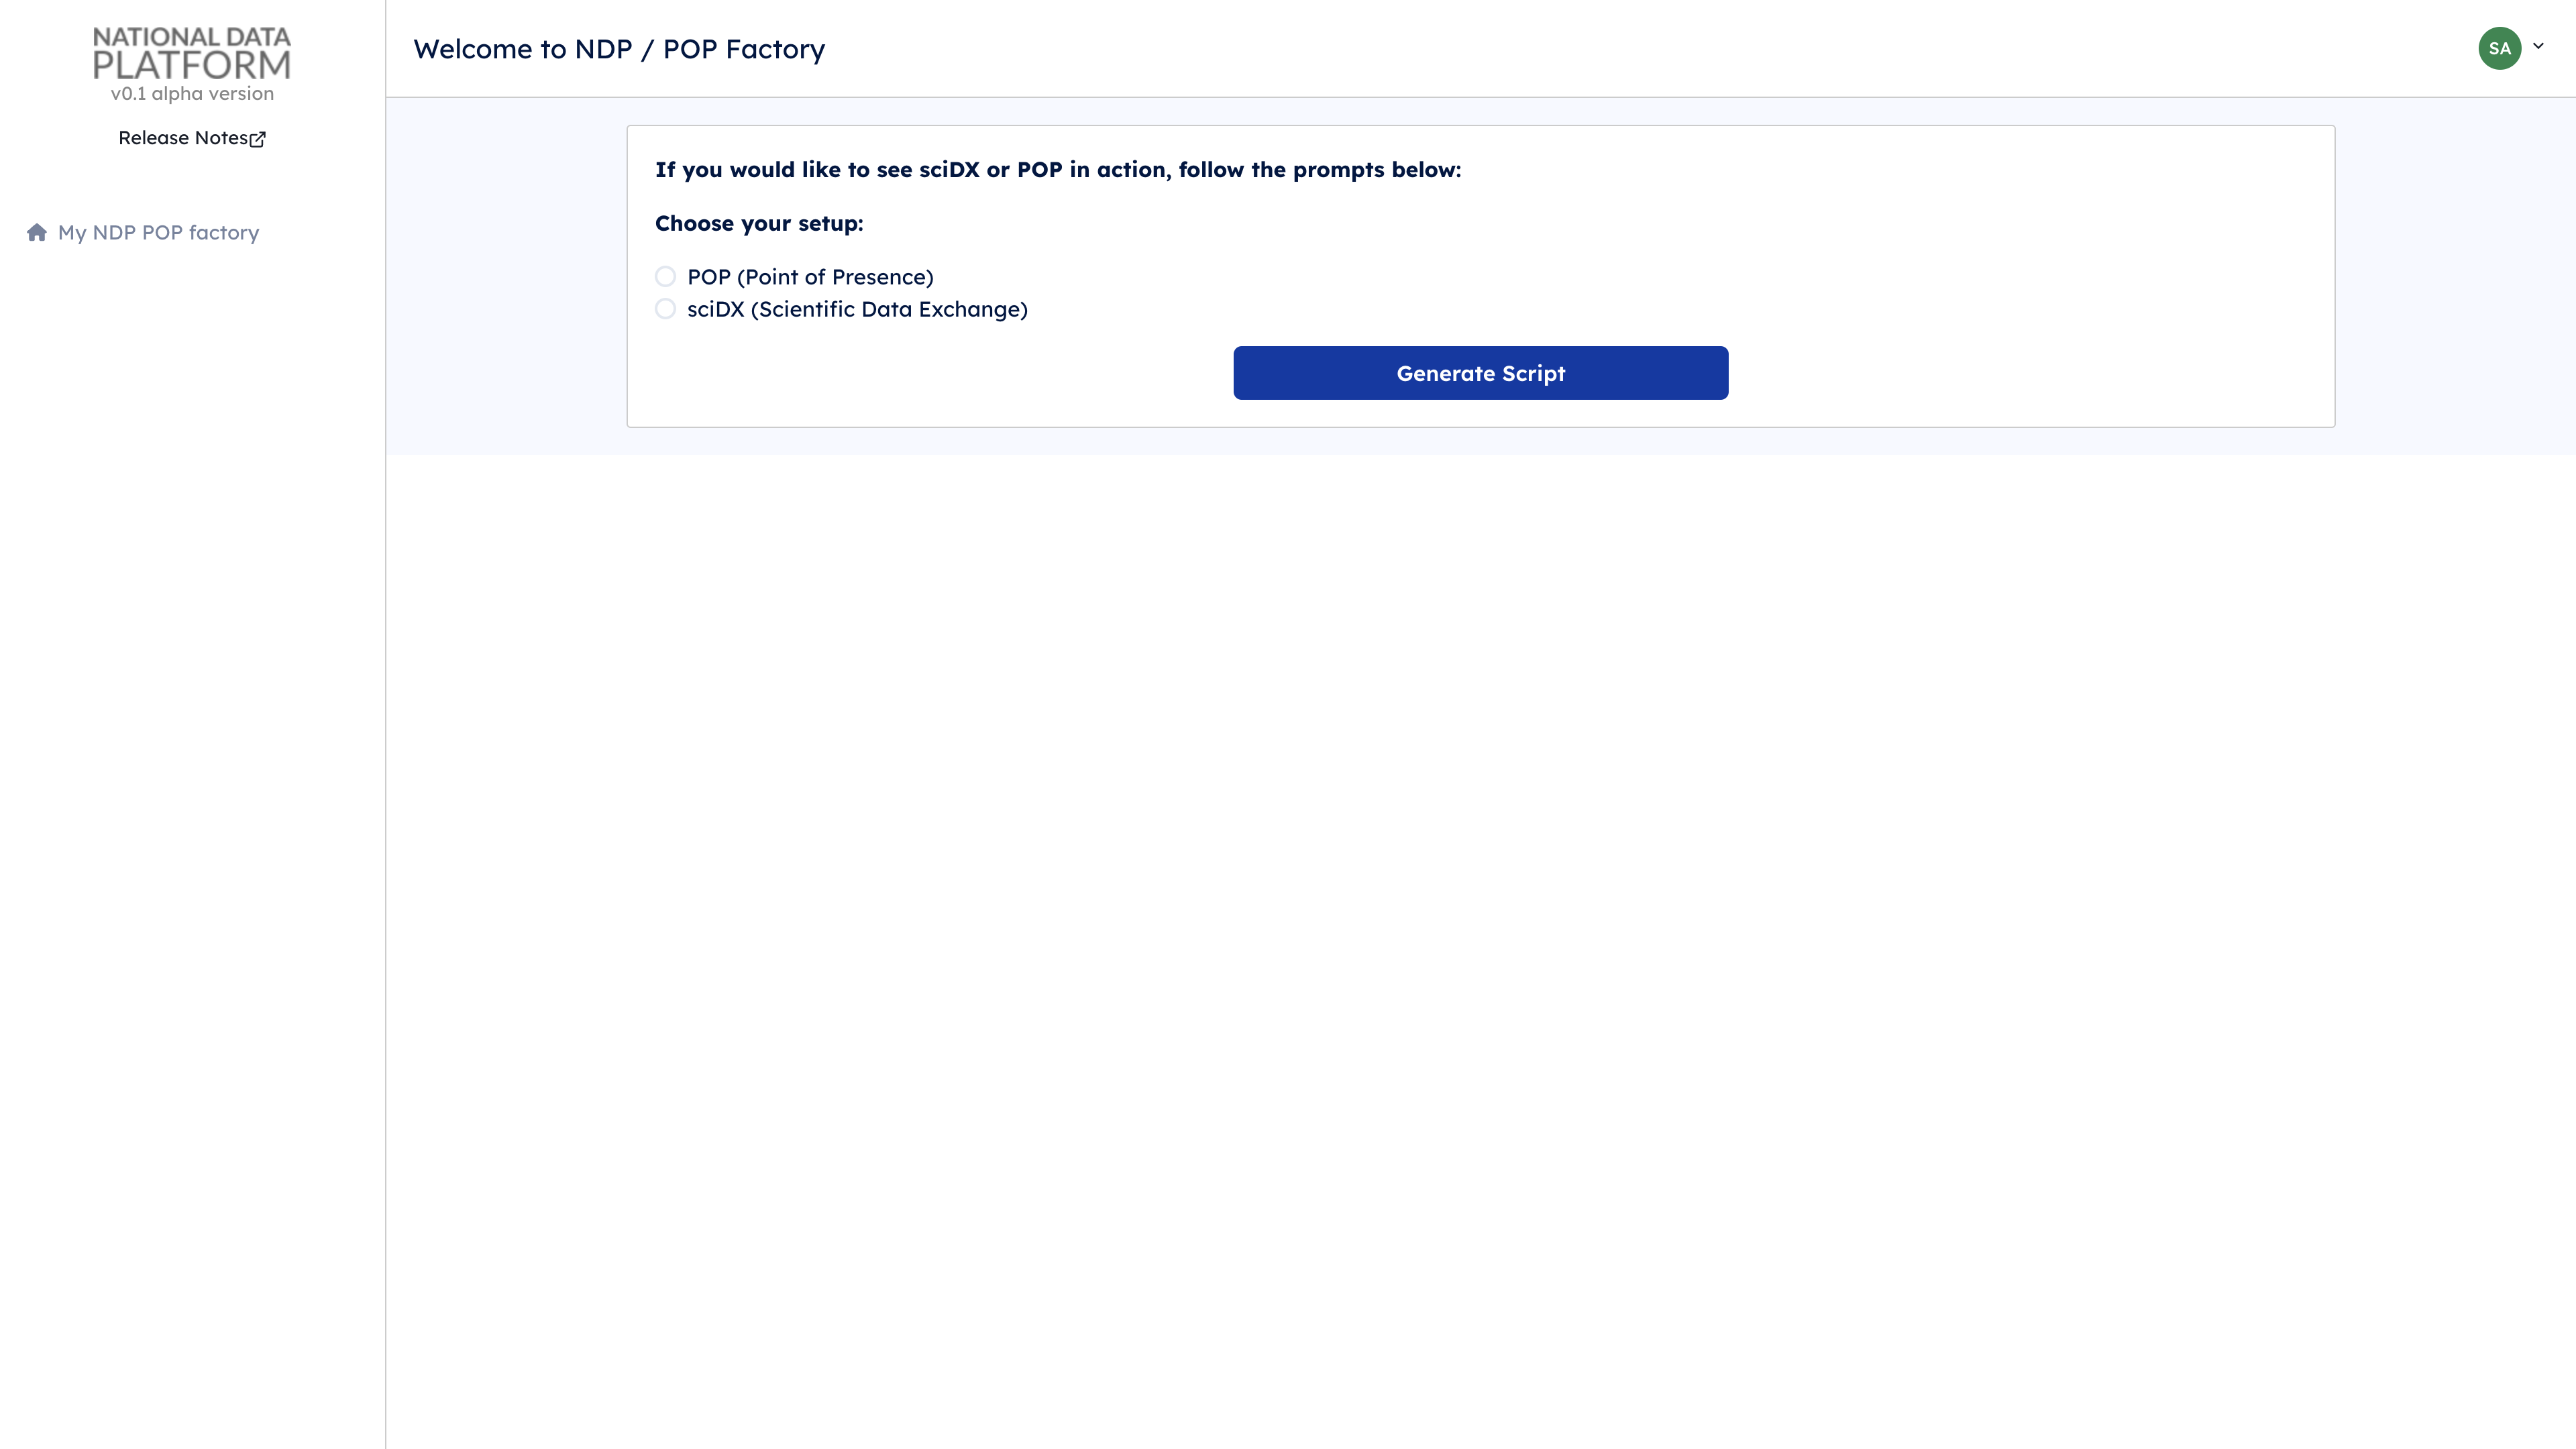 NATIONAL DATA
PLATFORM
v0.1 alpha version
Release Notes
My NDP POP factory
Welcome to NDP / POP Factory
SA
If you would like to see sciDX or POP in action, follow the prompts below:
Choose your setup:
POP (Point of Presence)
sciDX (Scientific Data Exchange)
Generate Script